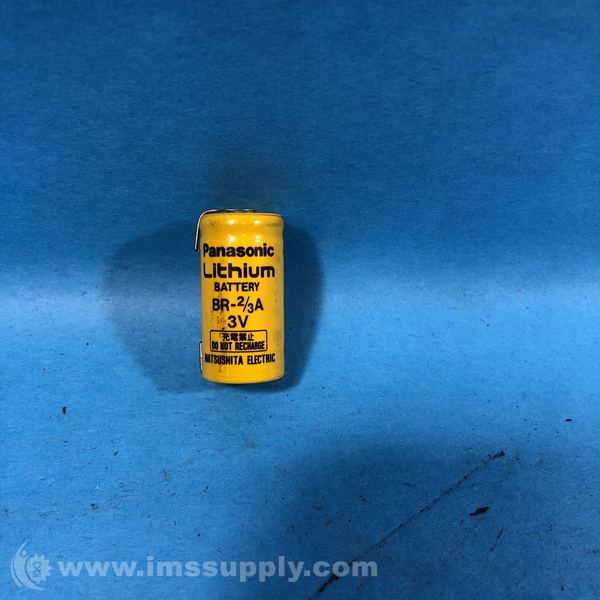 Panasonic
Lithium
BATTERY
BR-2/3A
3V
充電禁止
DO NOT RECHARGE
MATSUSHITA ELECTRIC
www.imssupply.com